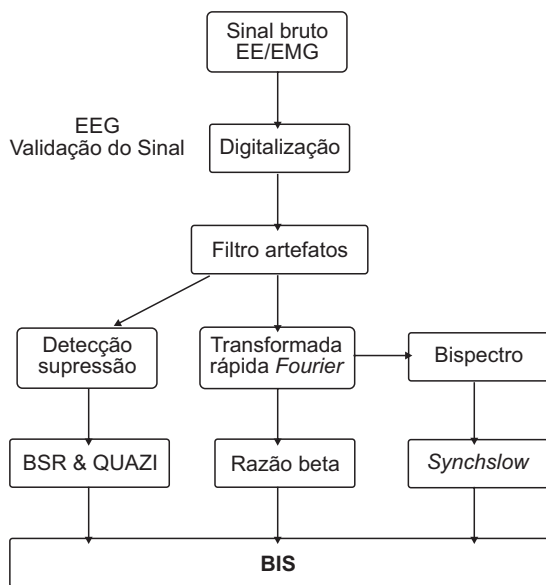 Sinal bruto
EE/EMG
EEG
Validação do Sinal
Digitalização
Filtro artefatos
Detecção
supressão
Transformada
rápida Fourier
Bispectro
BSR & QUAZI
Razão beta
Synchslow
BIS